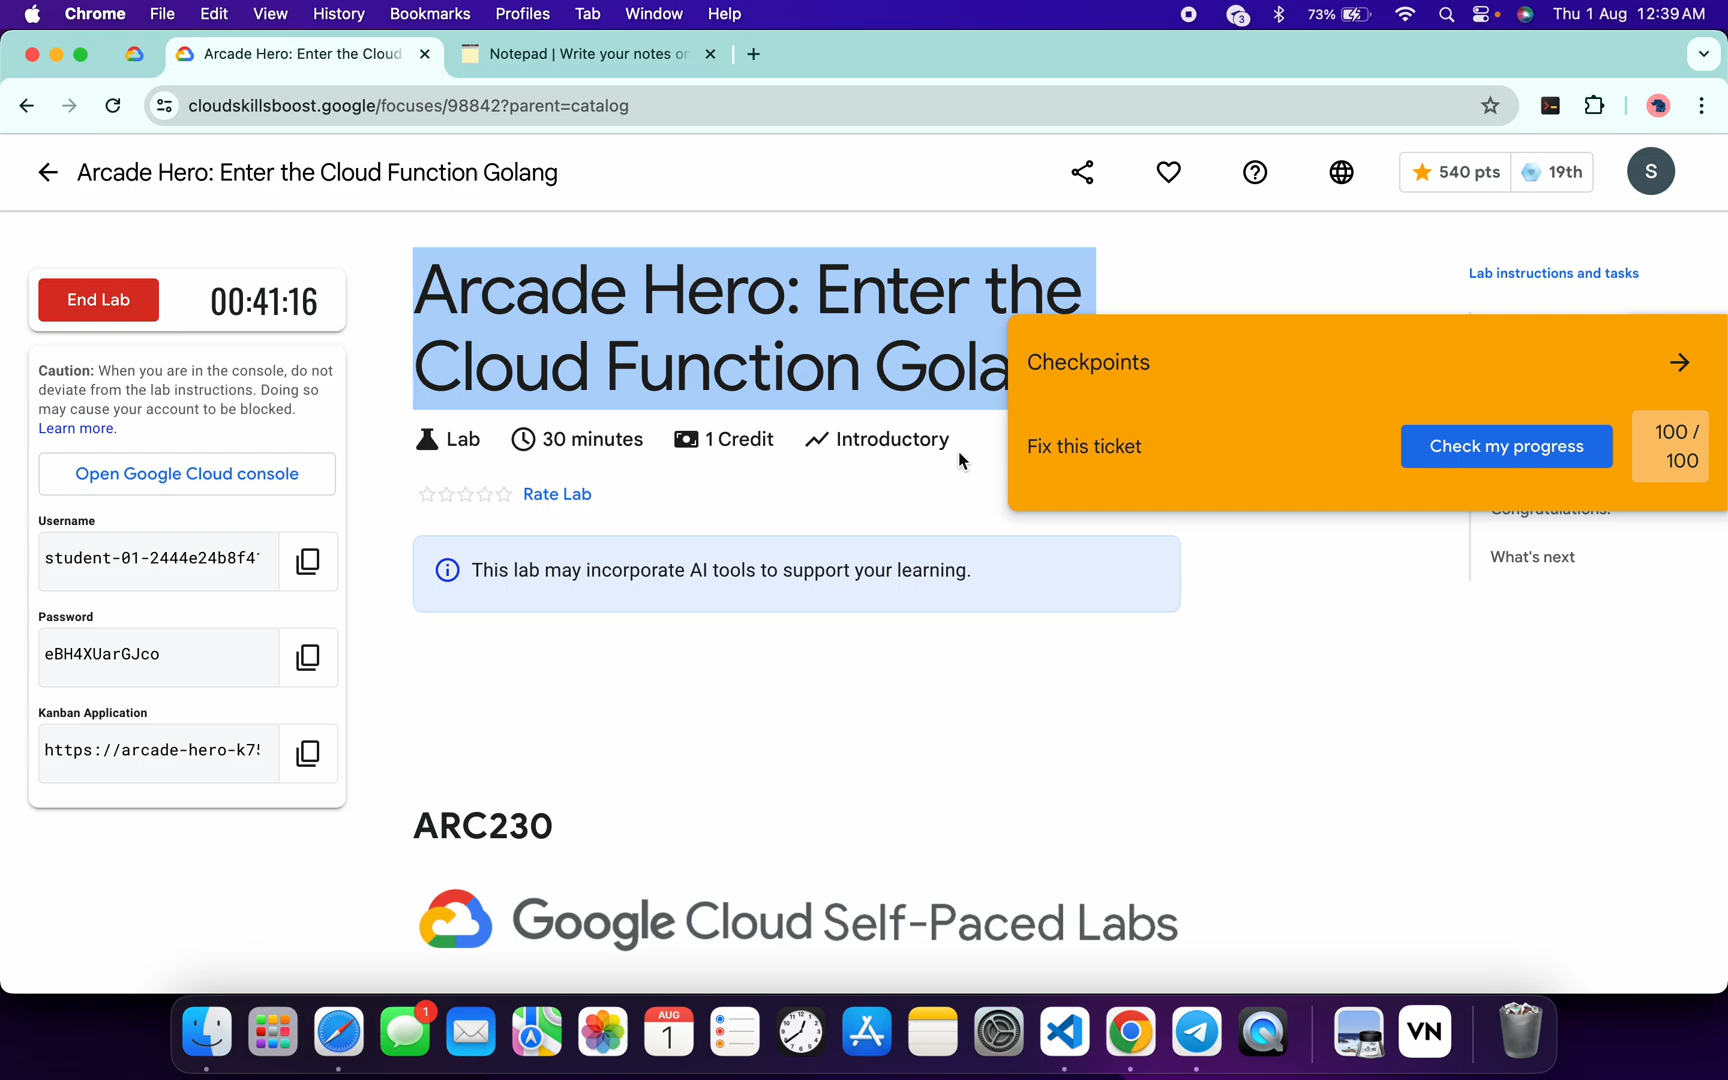 Chrome File Edit View History Bookmarks Profiles Tab Window Help
3 73% Thu 1 Aug 12:39 AM
Arcade Hero: Enter the Cloud
Notepad | Write your notes on
cloudskillsboost.google/focuses/98842?parent=catalog
Arcade Hero: Enter the Cloud Function Golang
540 pts 19th S
End Lab 00:41:16
Caution: When you are in the console, do not
deviate from the lab instructions. Doing so
may cause your account to be blocked.
Learn more.
Open Google Cloud console
Username
student-01-2444e24b8f4
Password
eBH4XUarGJco
Kanban Application
https://arcade-hero-k7
Arcade Hero: Enter the
Cloud Function Gola
Lab 30 minutes 1 Credit Introductory
Rate Lab
This lab may incorporate AI tools to support your learning.
ARC230
Google Cloud Self-Paced Labs
Lab instructions and tasks
Checkpoints
Fix this ticket
Check my progress
100 /
100
Congratulations!
What's next
1
AUG
1
VN